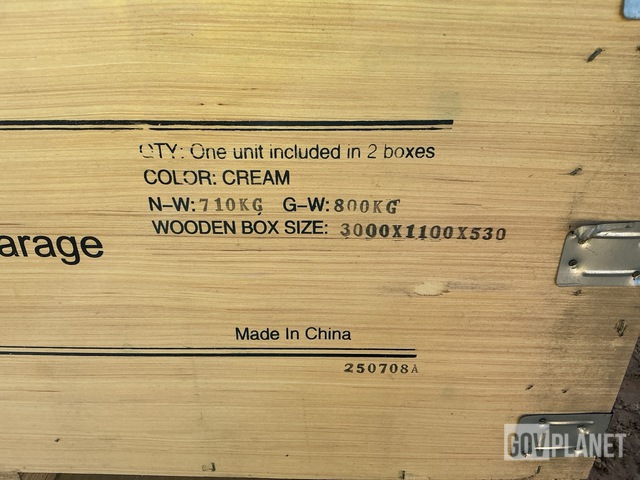 QTY: One unit included in 2 boxes
COLOR: CREAM
N-W:710KG G-W:800KG
WOODEN BOX SIZE: 3000X1100X530
arage
Made In China
250708A
GOVPLANET